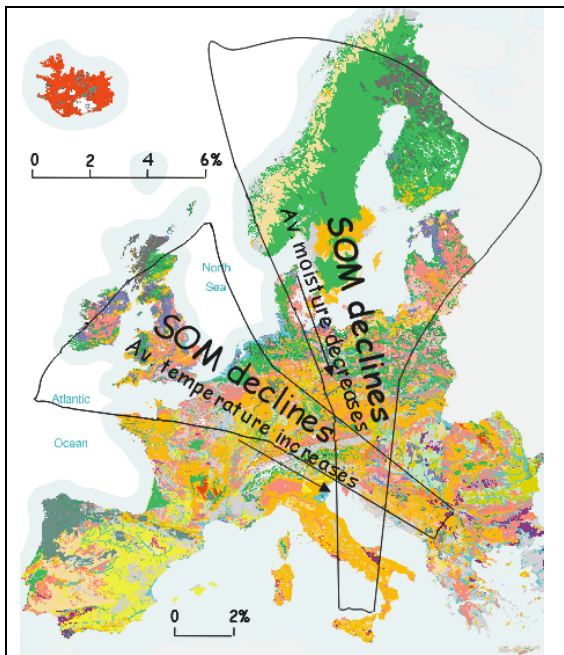 0 2 4 6%
North
Sea
SOM declines
Av. moisture decreases
SOM declines
Av. temperature increases
Atlantic
Ocean
0 2%